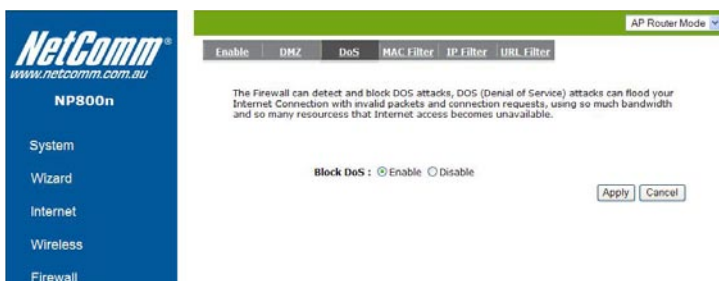 AP Router Mode
NetComm®
www.netcomm.com.au
NP800n
Enable DMZ DoS MAC Filter IP Filter URL Filter
The Firewall can detect and block DOS attacks, DOS (Denial of Service) attacks can flood your
Internet Connection with invalid packets and connection requests, using so much bandwidth
and so many resourcess that Internet access becomes unavailable.
Block DoS : Enable Disable
Apply Cancel
System
Wizard
Internet
Wireless
Firewall